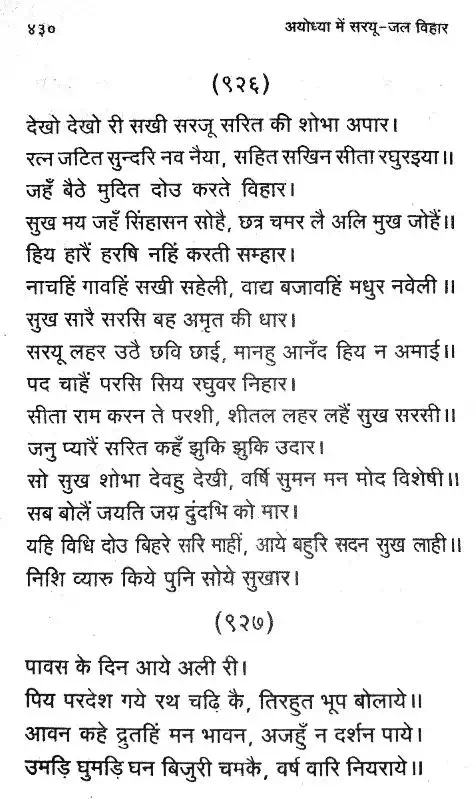 ४३० अयोध्या में सरयू-जल विहार
(९२६)
देखो देखो री सखी सरजू सरित की शोभा अपार।
रत्न जटित सुन्दरि नव नैया, सहित सखिन सीता रघुरइया॥
जहँ बैठे मुदित दोउ करते विहार।
सुख मय जहँ सिंहासन सोहै, छत्र चमर लै अलि मुख जोहैं॥
हिय हारैं हरषि नहिं करती सम्हार।
नाचहिं गावहिं सखी सहेली, वाद्य बजावहिं मधुर नवेली॥
सुख सारै सरसि बह अमृत की धार।
सरयू लहर उठै छवि छाई, मानहु आनँद हिय न अमाई॥
पद चाहैं परसि सिय रघुवर निहार।
सीता राम करन ते परशी, शीतल लहर लहैं सुख सरसी॥
जनु प्यारैं सरित कहँ झुकि झुकि उदार।
सो सुख शोभा देवहु देखी, वर्षि सुमन मन मोद विशेषी॥
सब बोलैं जयति जय दुंदभि को मार।
यहि विधि दोउ बिहरे सरि माहीं, आये बहुरि सदन सुख लाही॥
निशि व्यारु किये पुनि सोये सुखार।
(९२७)
पावस के दिन आये अली री।
पिय परदेश गये रथ चढ़ि कै, तिरहुत भूप बोलाये॥
आवन कहे द्रुतहिं मन भावन, अजहुँ न दर्शन पाये।
उमड़ि घुमड़ि घन बिजुरी चमकै, वर्ष वारि नियराये॥